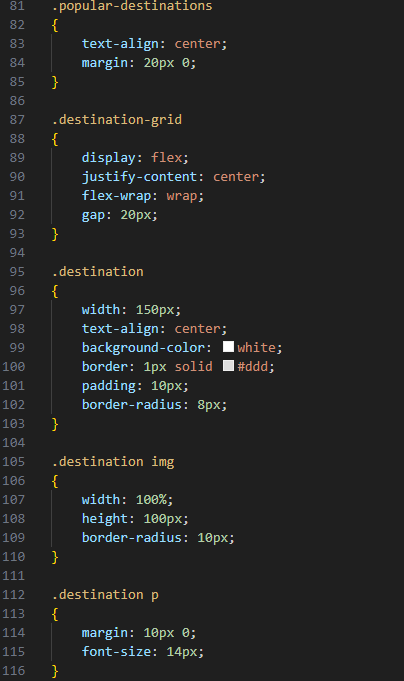 81 .popular-destinations
82 {
83     text-align: center;
84     margin: 20px 0;
85 }
86
87 .destination-grid
88 {
89     display: flex;
90     justify-content: center;
91     flex-wrap: wrap;
92     gap: 20px;
93 }
94
95 .destination
96 {
97     width: 150px;
98     text-align: center;
99     background-color: white;
100     border: 1px solid #ddd;
101     padding: 10px;
102     border-radius: 8px;
103 }
104
105 .destination img
106 {
107     width: 100%;
108     height: 100px;
109     border-radius: 10px;
110 }
111
112 .destination p
113 {
114     margin: 10px 0;
115     font-size: 14px;
116 }